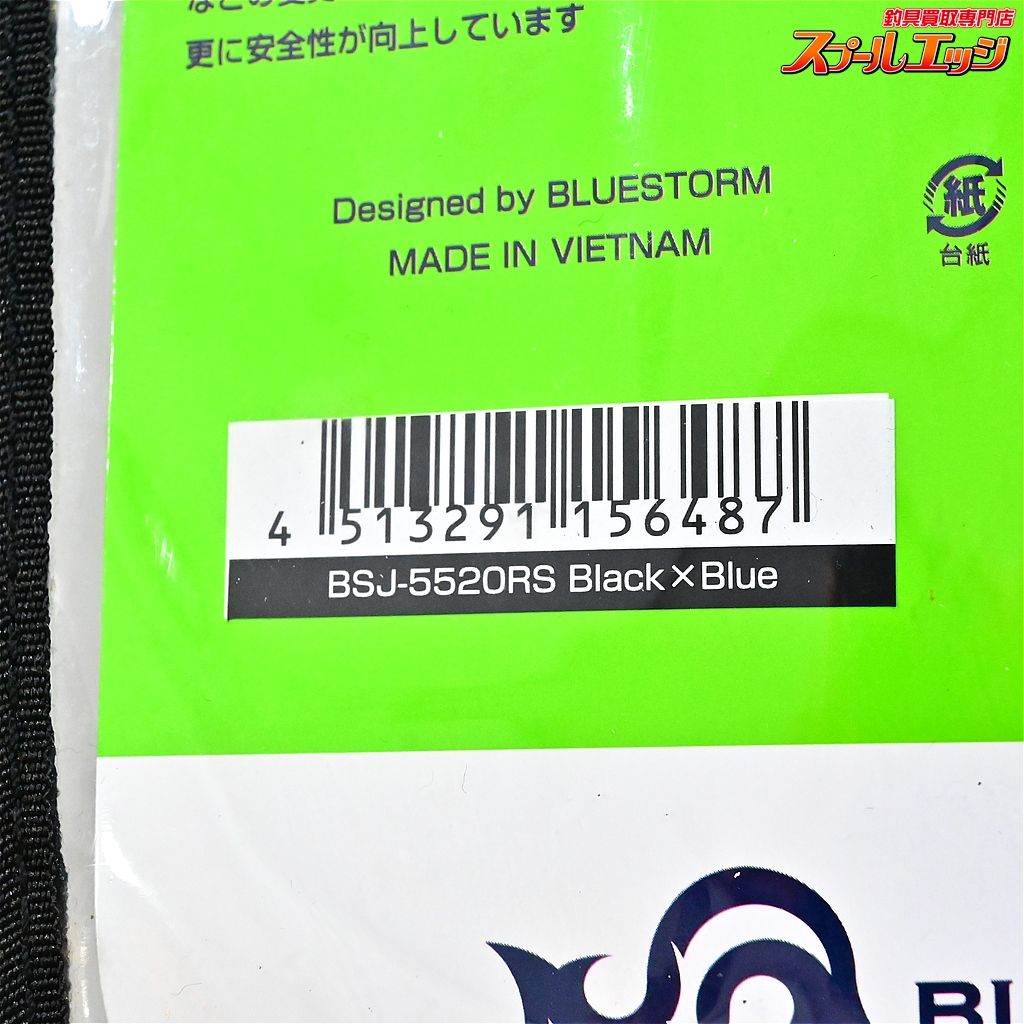 更に安全性が向上しています
釣具買取専門店
スプールエッジ
Designed by BLUESTORM
MADE IN VIETNAM
紙
台紙
4 513291 156487
BSJ-5520RS Black×Blue